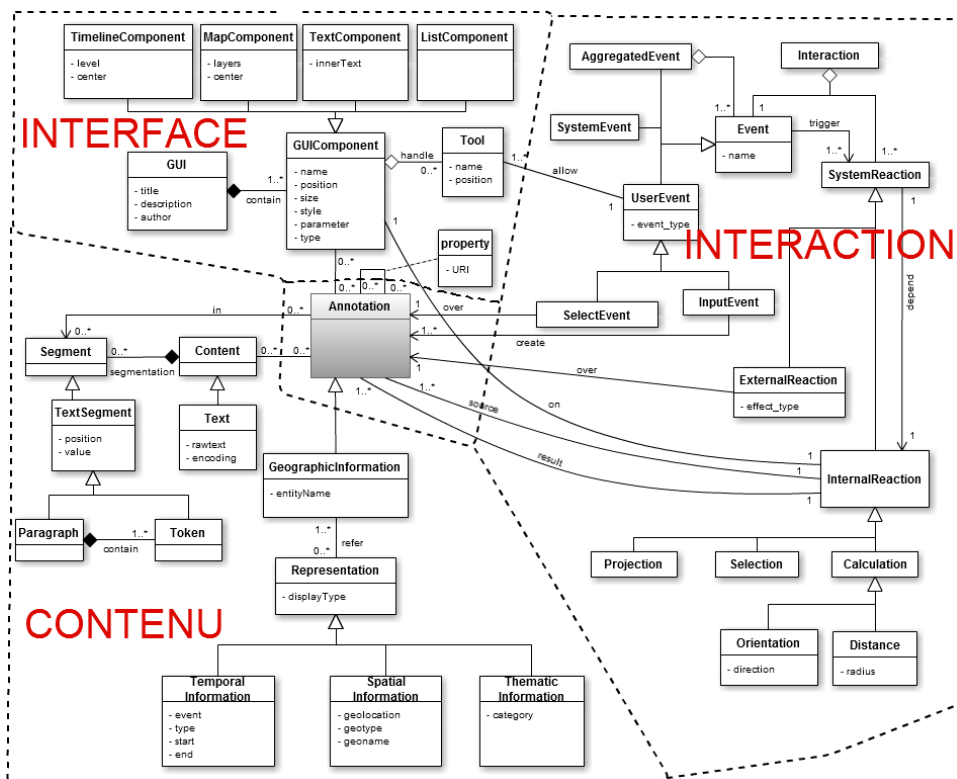 TimelineComponent
- level
- center
MapComponent
- layers
- center
TextComponent
- innerText
ListComponent
INTERFACE
GUI
- title
- description
- author
1..*
contain
GUIComponent
- name
- position
- size
- style
- parameter
- type
handle
0..*
1
0..*
Tool
- name
- position
1..*
allow
1
property
- URI
AggregatedEvent
Interaction
SystemEvent
1..*
1
Event
- name
trigger
1..*
1..*
SystemReaction
UserEvent
- event_type
INTERACTION
SelectEvent
InputEvent
depend
1
0..*
0..*
0..*
Annotation
1
over
1..*
create
1
over
ExternalReaction
- effect_type
in
0..*
0..*
Segment
0..*
segmentation
Content
0..*
0..*
TextSegment
- position
- value
Text
- rawtext
- encoding
Paragraph
1..*
contain
Token
1..*
1..*
source
on
result
1
1
1
InternalReaction
GeographicInformation
- entityName
1..*
refer
0..*
Representation
- displayType
Projection
Selection
Calculation
Orientation
- direction
Distance
- radius
CONTENU
Temporal
Information
- event
- type
- start
- end
Spatial
Information
- geolocation
- geotype
- geoname
Thematic
Information
- category